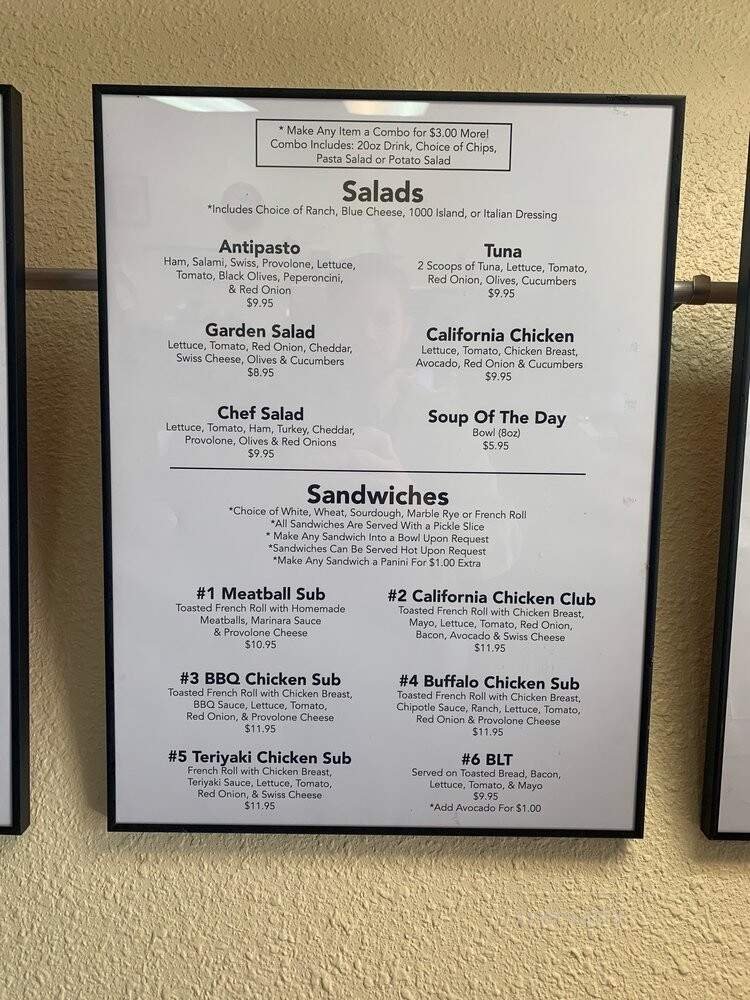 * Make Any Item a Combo for $3.00 More!
Combo Includes: 20oz Drink, Choice of Chips,
Pasta Salad or Potato Salad
Salads
*Includes Choice of Ranch, Blue Cheese, 1000 Island, or Italian Dressing
Antipasto
Ham, Salami, Swiss, Provolone, Lettuce,
Tomato, Black Olives, Peperoncini,
& Red Onion
$9.95
Tuna
2 Scoops of Tuna, Lettuce, Tomato,
Red Onion, Olives, Cucumbers
$9.95
Garden Salad
Lettuce, Tomato, Red Onion, Cheddar,
Swiss Cheese, Olives & Cucumbers
$8.95
California Chicken
Lettuce, Tomato, Chicken Breast,
Avocado, Red Onion & Cucumbers
$9.95
Chef Salad
Lettuce, Tomato, Ham, Turkey, Cheddar,
Provolone, Olives & Red Onions
$9.95
Soup Of The Day
Bowl (8oz)
$5.95
Sandwiches
*Choice of White, Wheat, Sourdough, Marble Rye or French Roll
*All Sandwiches Are Served With a Pickle Slice
* Make Any Sandwich Into a Bowl Upon Request
*Sandwiches Can Be Served Hot Upon Request
*Make Any Sandwich a Panini For $1.00 Extra
#1 Meatball Sub
Toasted French Roll with Homemade
Meatballs, Marinara Sauce
& Provolone Cheese
$10.95
#2 California Chicken Club
Toasted French Roll with Chicken Breast,
Mayo, Lettuce, Tomato, Red Onion,
Bacon, Avocado & Swiss Cheese
$11.95
#3 BBQ Chicken Sub
Toasted French Roll with Chicken Breast,
BBQ Sauce, Lettuce, Tomato,
Red Onion, & Provolone Cheese
$11.95
#4 Buffalo Chicken Sub
Toasted French Roll with Chicken Breast,
Chipotle Sauce, Ranch, Lettuce, Tomato,
Red Onion & Provolone Cheese
$11.95
#5 Teriyaki Chicken Sub
French Roll with Chicken Breast,
Teriyaki Sauce, Lettuce, Tomato,
Red Onion, & Swiss Cheese
$11.95
#6 BLT
Served on Toasted Bread, Bacon,
Lettuce, Tomato, & Mayo
$9.95
*Add Avocado For $1.00